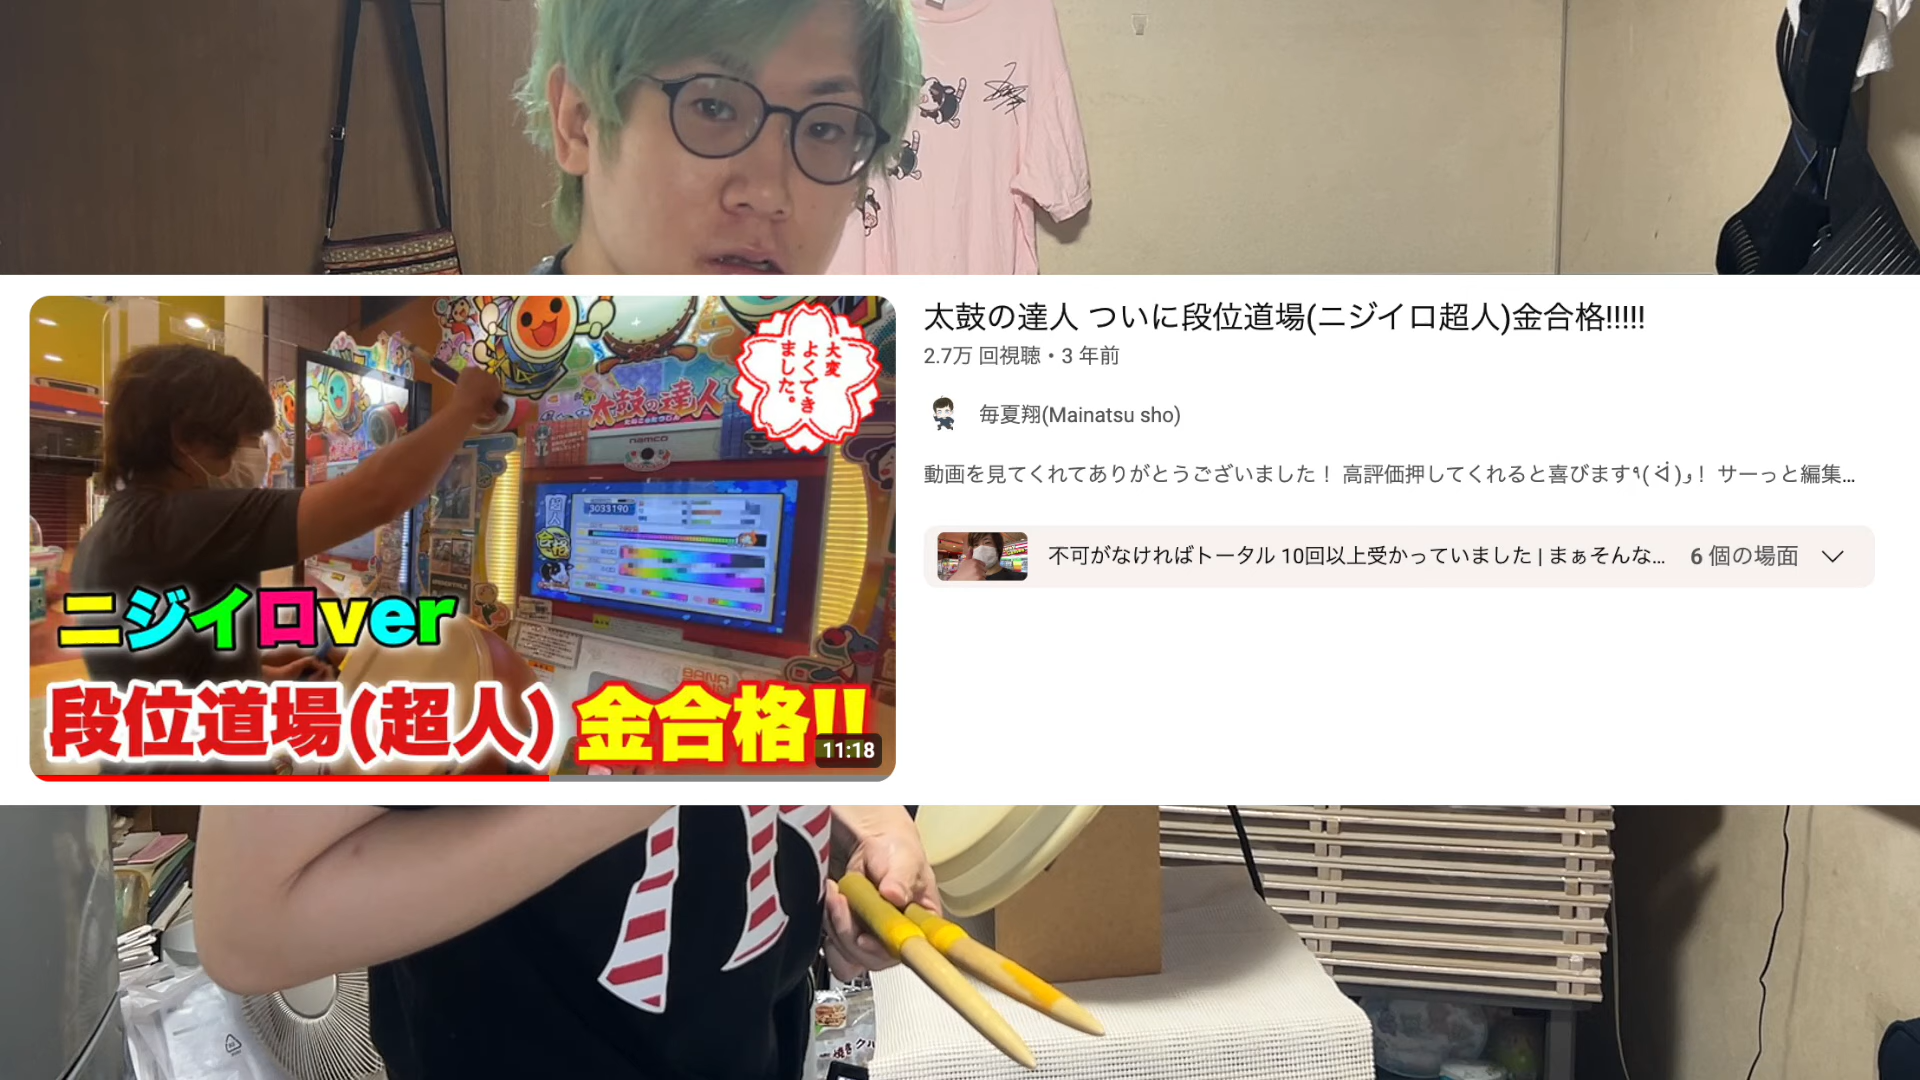 太鼓の達人 ついに段位道場(ニジイロ超人)金合格!!!!!
2.7万 回視聴・3 年前
毎夏翔(Mainatsu sho)
動画を見てくれてありがとうございました！ 高評価押してくれると喜びます٩( ᐛ )و！ サーっと編集...
不可がなければトータル 10回以上受かっていました | まぁそんな...
6 個の場面
大変
よくでき
ました。
太鼓の達人
namco
3033190
超人
合格
ニジイロver
段位道場(超人) 金合格!!
11:18